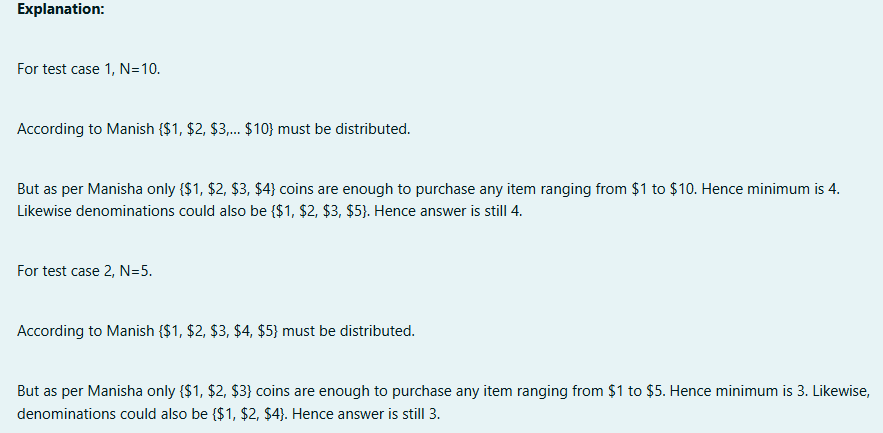 Explanation:
For test case 1, N=10.
According to Manish {$1, $2, $3,... $10} must be distributed.
But as per Manisha only {$1, $2, $3, $4} coins are enough to purchase any item ranging from $1 to $10. Hence minimum is 4.
Likewise denominations could also be {$1, $2, $3, $5}. Hence answer is still 4.
For test case 2, N=5.
According to Manish {$1, $2, $3, $4, $5} must be distributed.
But as per Manisha only {$1, $2, $3} coins are enough to purchase any item ranging from $1 to $5. Hence minimum is 3. Likewise,
denominations could also be {$1, $2, $4}. Hence answer is still 3.